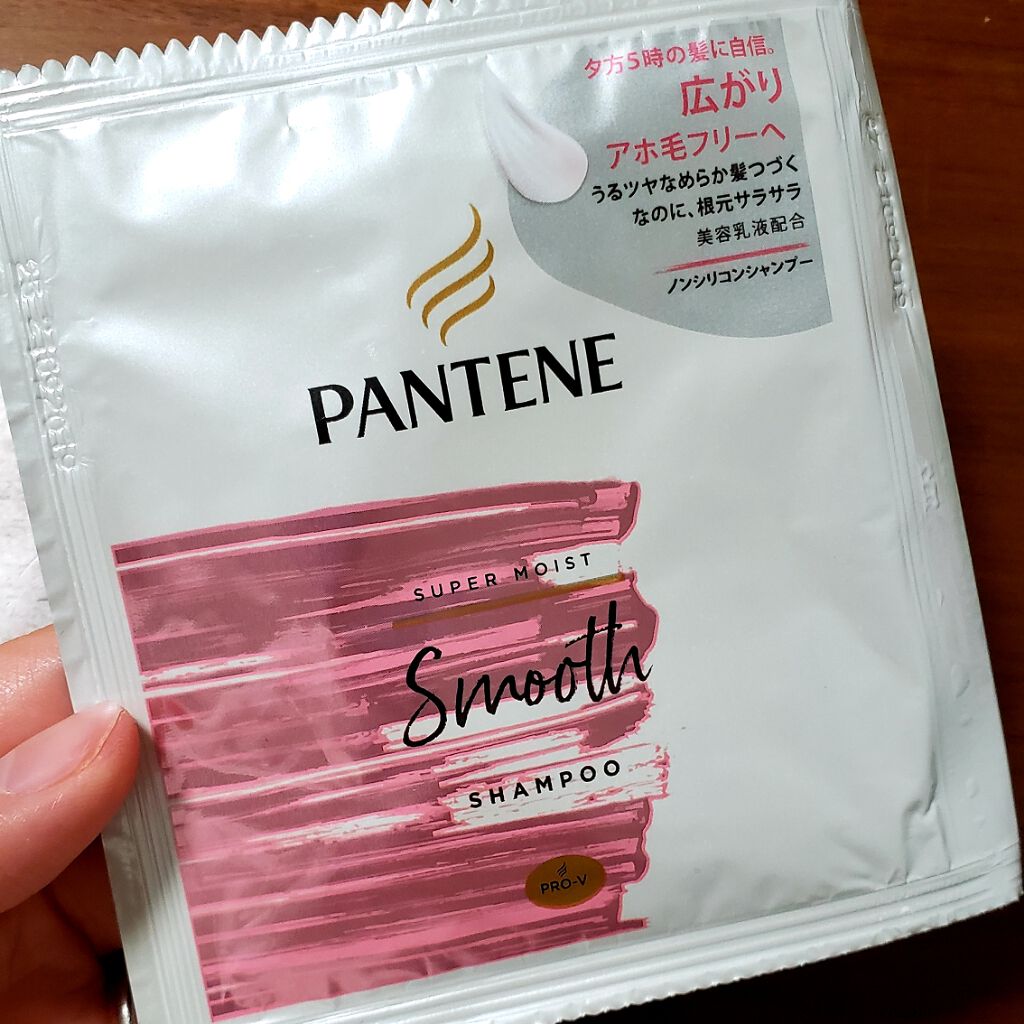 夕方5時の髪に自信。
広がり
アホ毛フリーへ
うるツヤなめらか髪つづく
なのに、根元サラサラ
美容乳液配合
ノンシリコンシャンプー
PANTENE
SUPER MOIST
Smooth
SHAMPOO
PRO-V